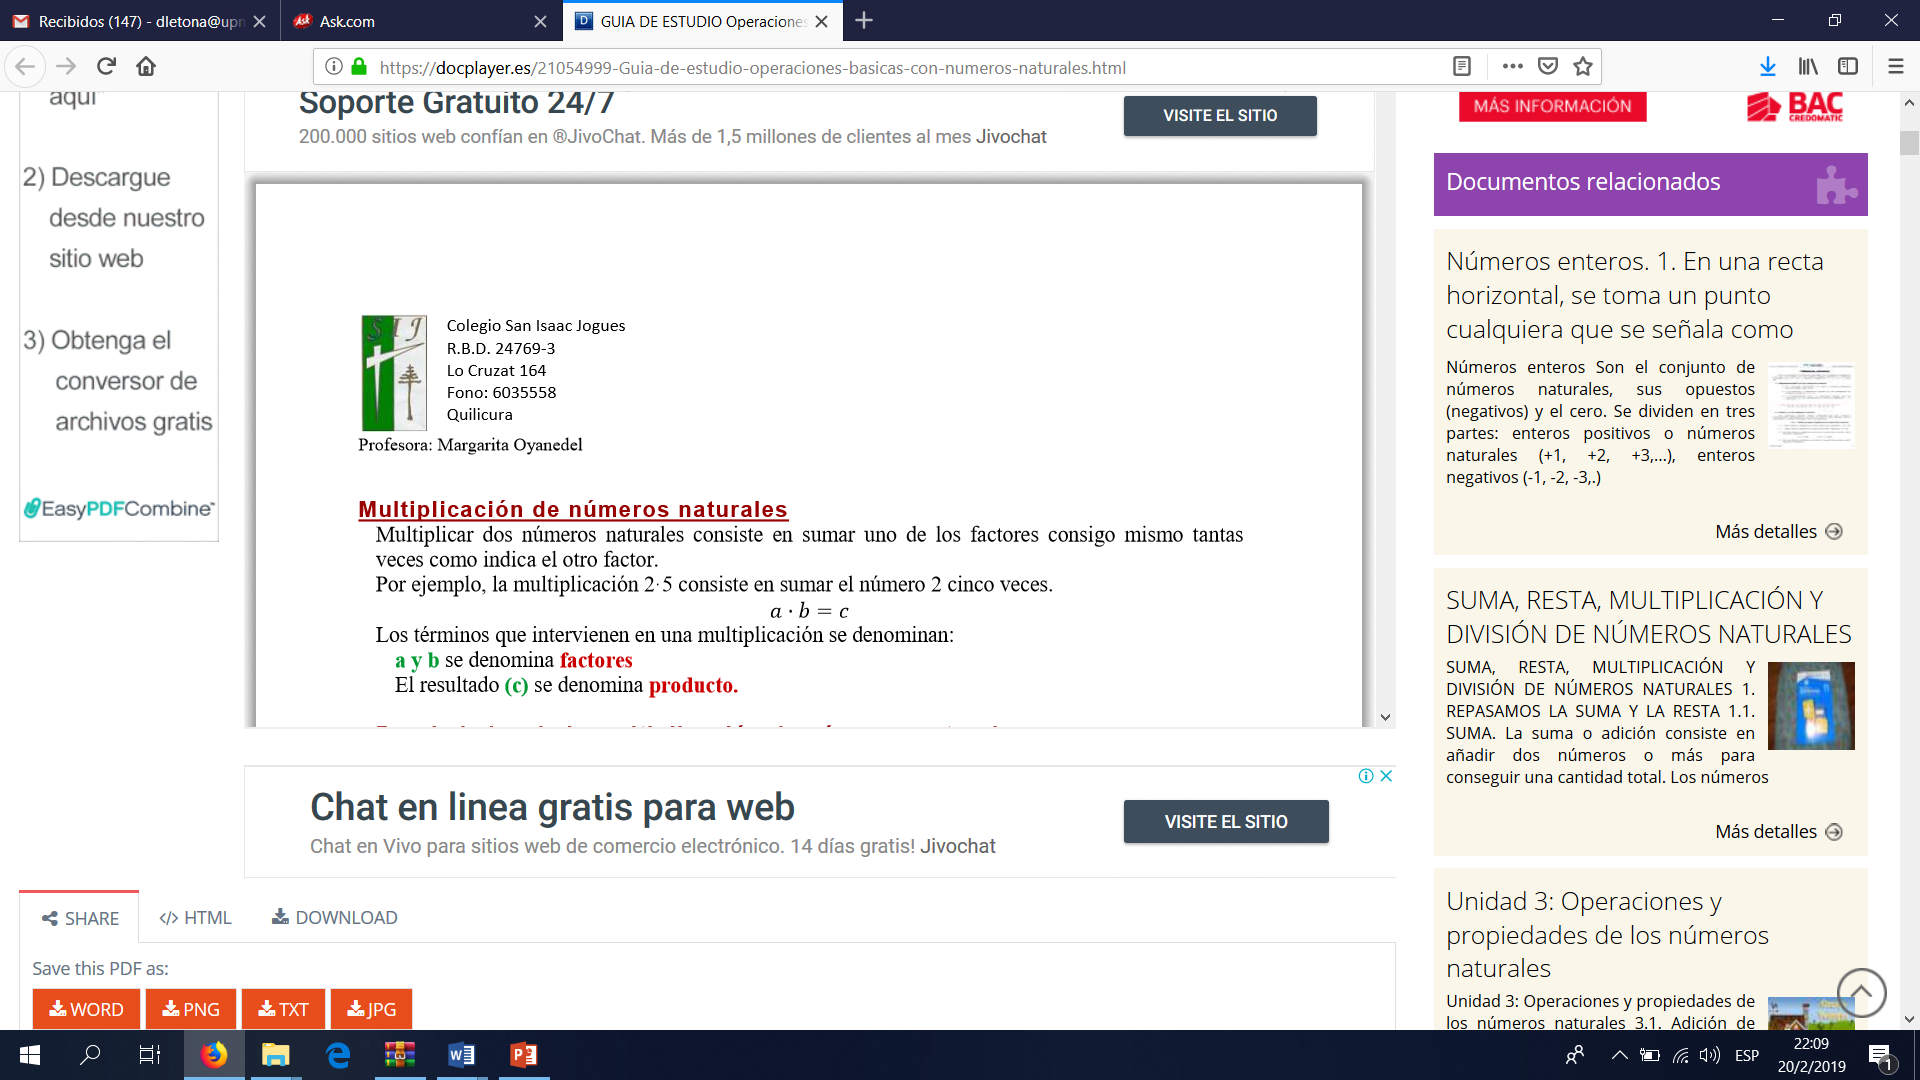 Recibidos (147) - dletona@upn
Ask.com
GUIA DE ESTUDIO Operaciones
https://docplayer.es/21054999-Guia-de-estudio-operaciones-basicas-con-numeros-naturales.html
aquí"
2) Descargue
desde nuestro
sitio web
3) Obtenga el
conversor de
archivos gratis
EasyPDFCombine™
Soporte Gratuito 24/7
200.000 sitios web confían en ®JivoChat. Más de 1,5 millones de clientes al mes Jivochat
VISITE EL SITIO
SIJ
Colegio San Isaac Jogues
R.B.D. 24769-3
Lo Cruzat 164
Fono: 6035558
Quilicura
Profesora: Margarita Oyanedel
Multiplicación de números naturales
Multiplicar dos números naturales consiste en sumar uno de los factores consigo mismo tantas
veces como indica el otro factor.
Por ejemplo, la multiplicación 2·5 consiste en sumar el número 2 cinco veces.
a · b = c
Los términos que intervienen en una multiplicación se denominan:
a y b se denomina factores
El resultado (c) se denomina producto.
Chat en linea gratis para web
Chat en Vivo para sitios web de comercio electrónico. 14 días gratis! Jivochat
VISITE EL SITIO
SHARE
</> HTML
DOWNLOAD
Save this PDF as:
WORD
PNG
TXT
JPG
MÁS INFORMACIÓN
BAC
CREDOMATIC
Documentos relacionados
Números enteros. 1. En una recta
horizontal, se toma un punto
cualquiera que se señala como
Números enteros Son el conjunto de
números naturales, sus opuestos
(negativos) y el cero. Se dividen en tres
partes: enteros positivos o números
naturales (+1, +2, +3,...), enteros
negativos (-1, -2, -3,.)
Más detalles
SUMA, RESTA, MULTIPLICACIÓN Y
DIVISIÓN DE NÚMEROS NATURALES
SUMA, RESTA, MULTIPLICACIÓN Y
DIVISIÓN DE NÚMEROS NATURALES 1.
REPASAMOS LA SUMA Y LA RESTA 1.1.
SUMA. La suma o adición consiste en
añadir dos números o más para
conseguir una cantidad total. Los números
Más detalles
Unidad 3: Operaciones y
propiedades de los números
naturales
Unidad 3: Operaciones y propiedades de
los números naturales 3.1. Adición de
ESP
22:09
20/2/2019
1